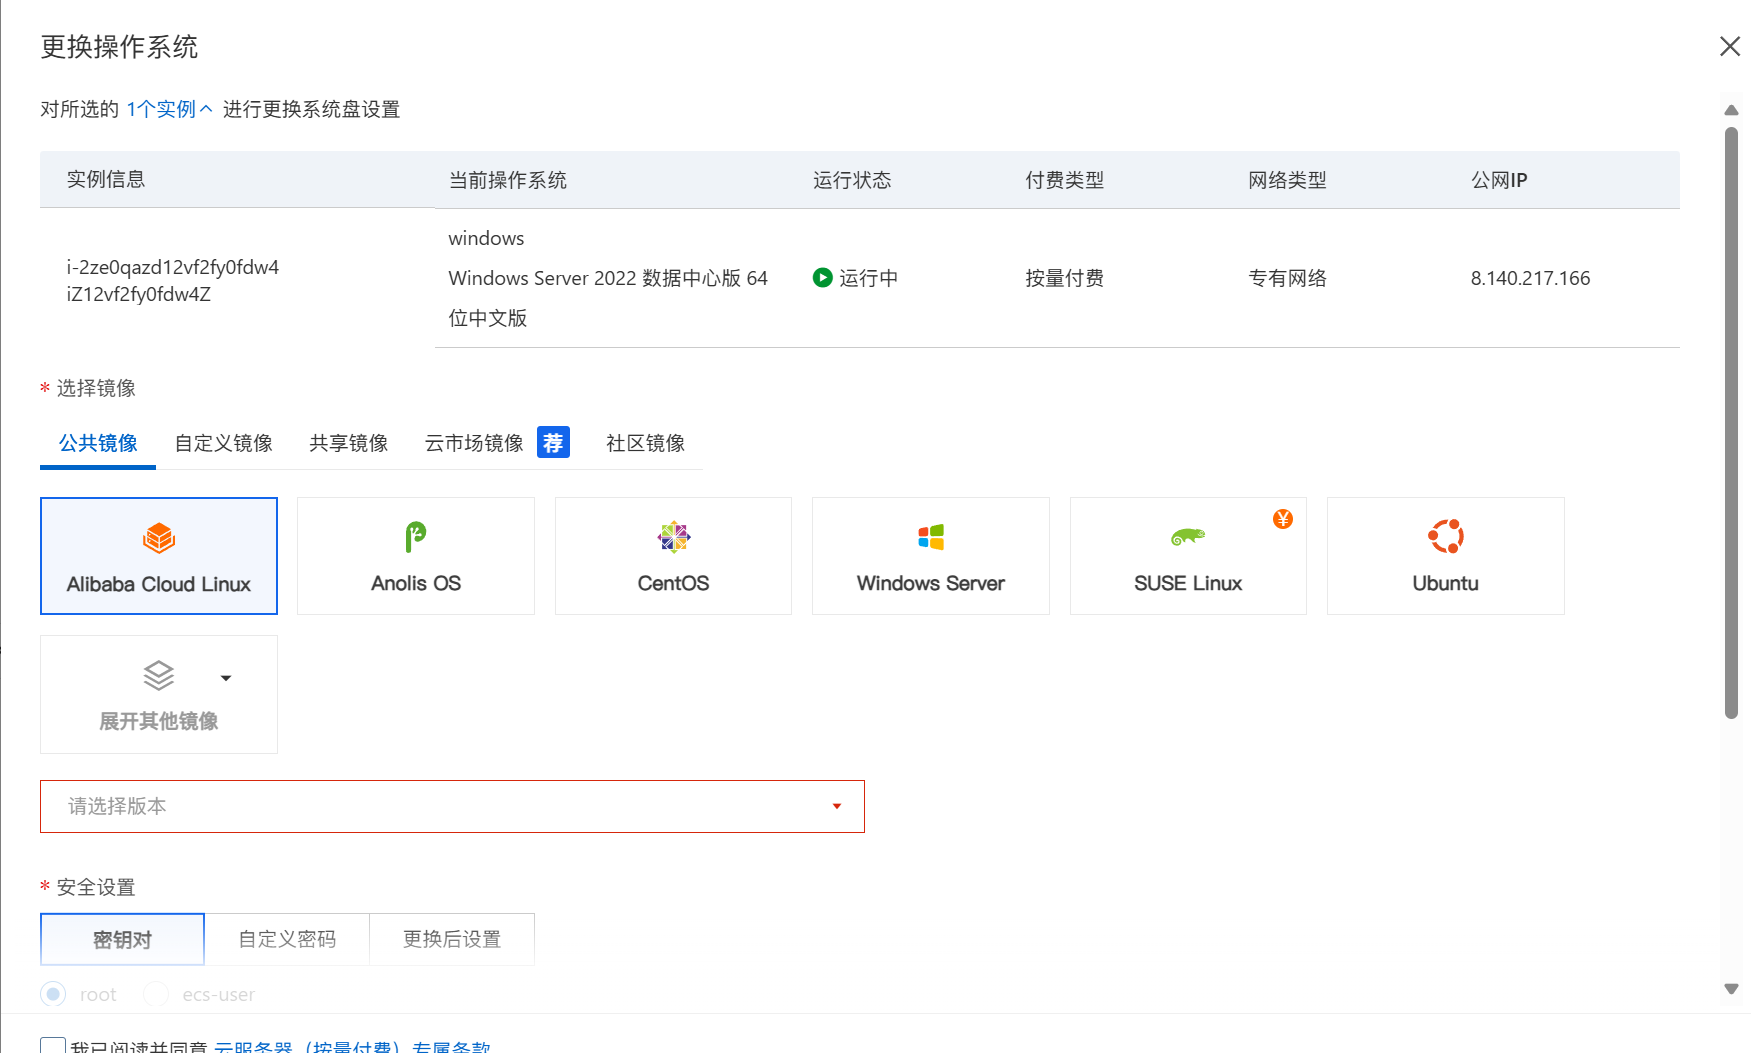 更换操作系统
对所选的 1个实例 进行更换系统盘设置
实例信息 当前操作系统 运行状态 付费类型 网络类型 公网IP
i-2ze0qazd12vf2fy0fdw4
iZ12vf2fy0fdw4Z
windows
Windows Server 2022 数据中心版 64
位中文版
运行中 按量付费 专有网络 8.140.217.166
* 选择镜像
公共镜像 自定义镜像 共享镜像 云市场镜像 荐 社区镜像
Alibaba Cloud Linux Anolis OS CentOS Windows Server SUSE Linux ¥ Ubuntu
展开其他镜像
请选择版本
* 安全设置
密钥对 自定义密码 更换后设置
root ecs-user
我已阅读并同意 云服务器（按量付费）专属条款